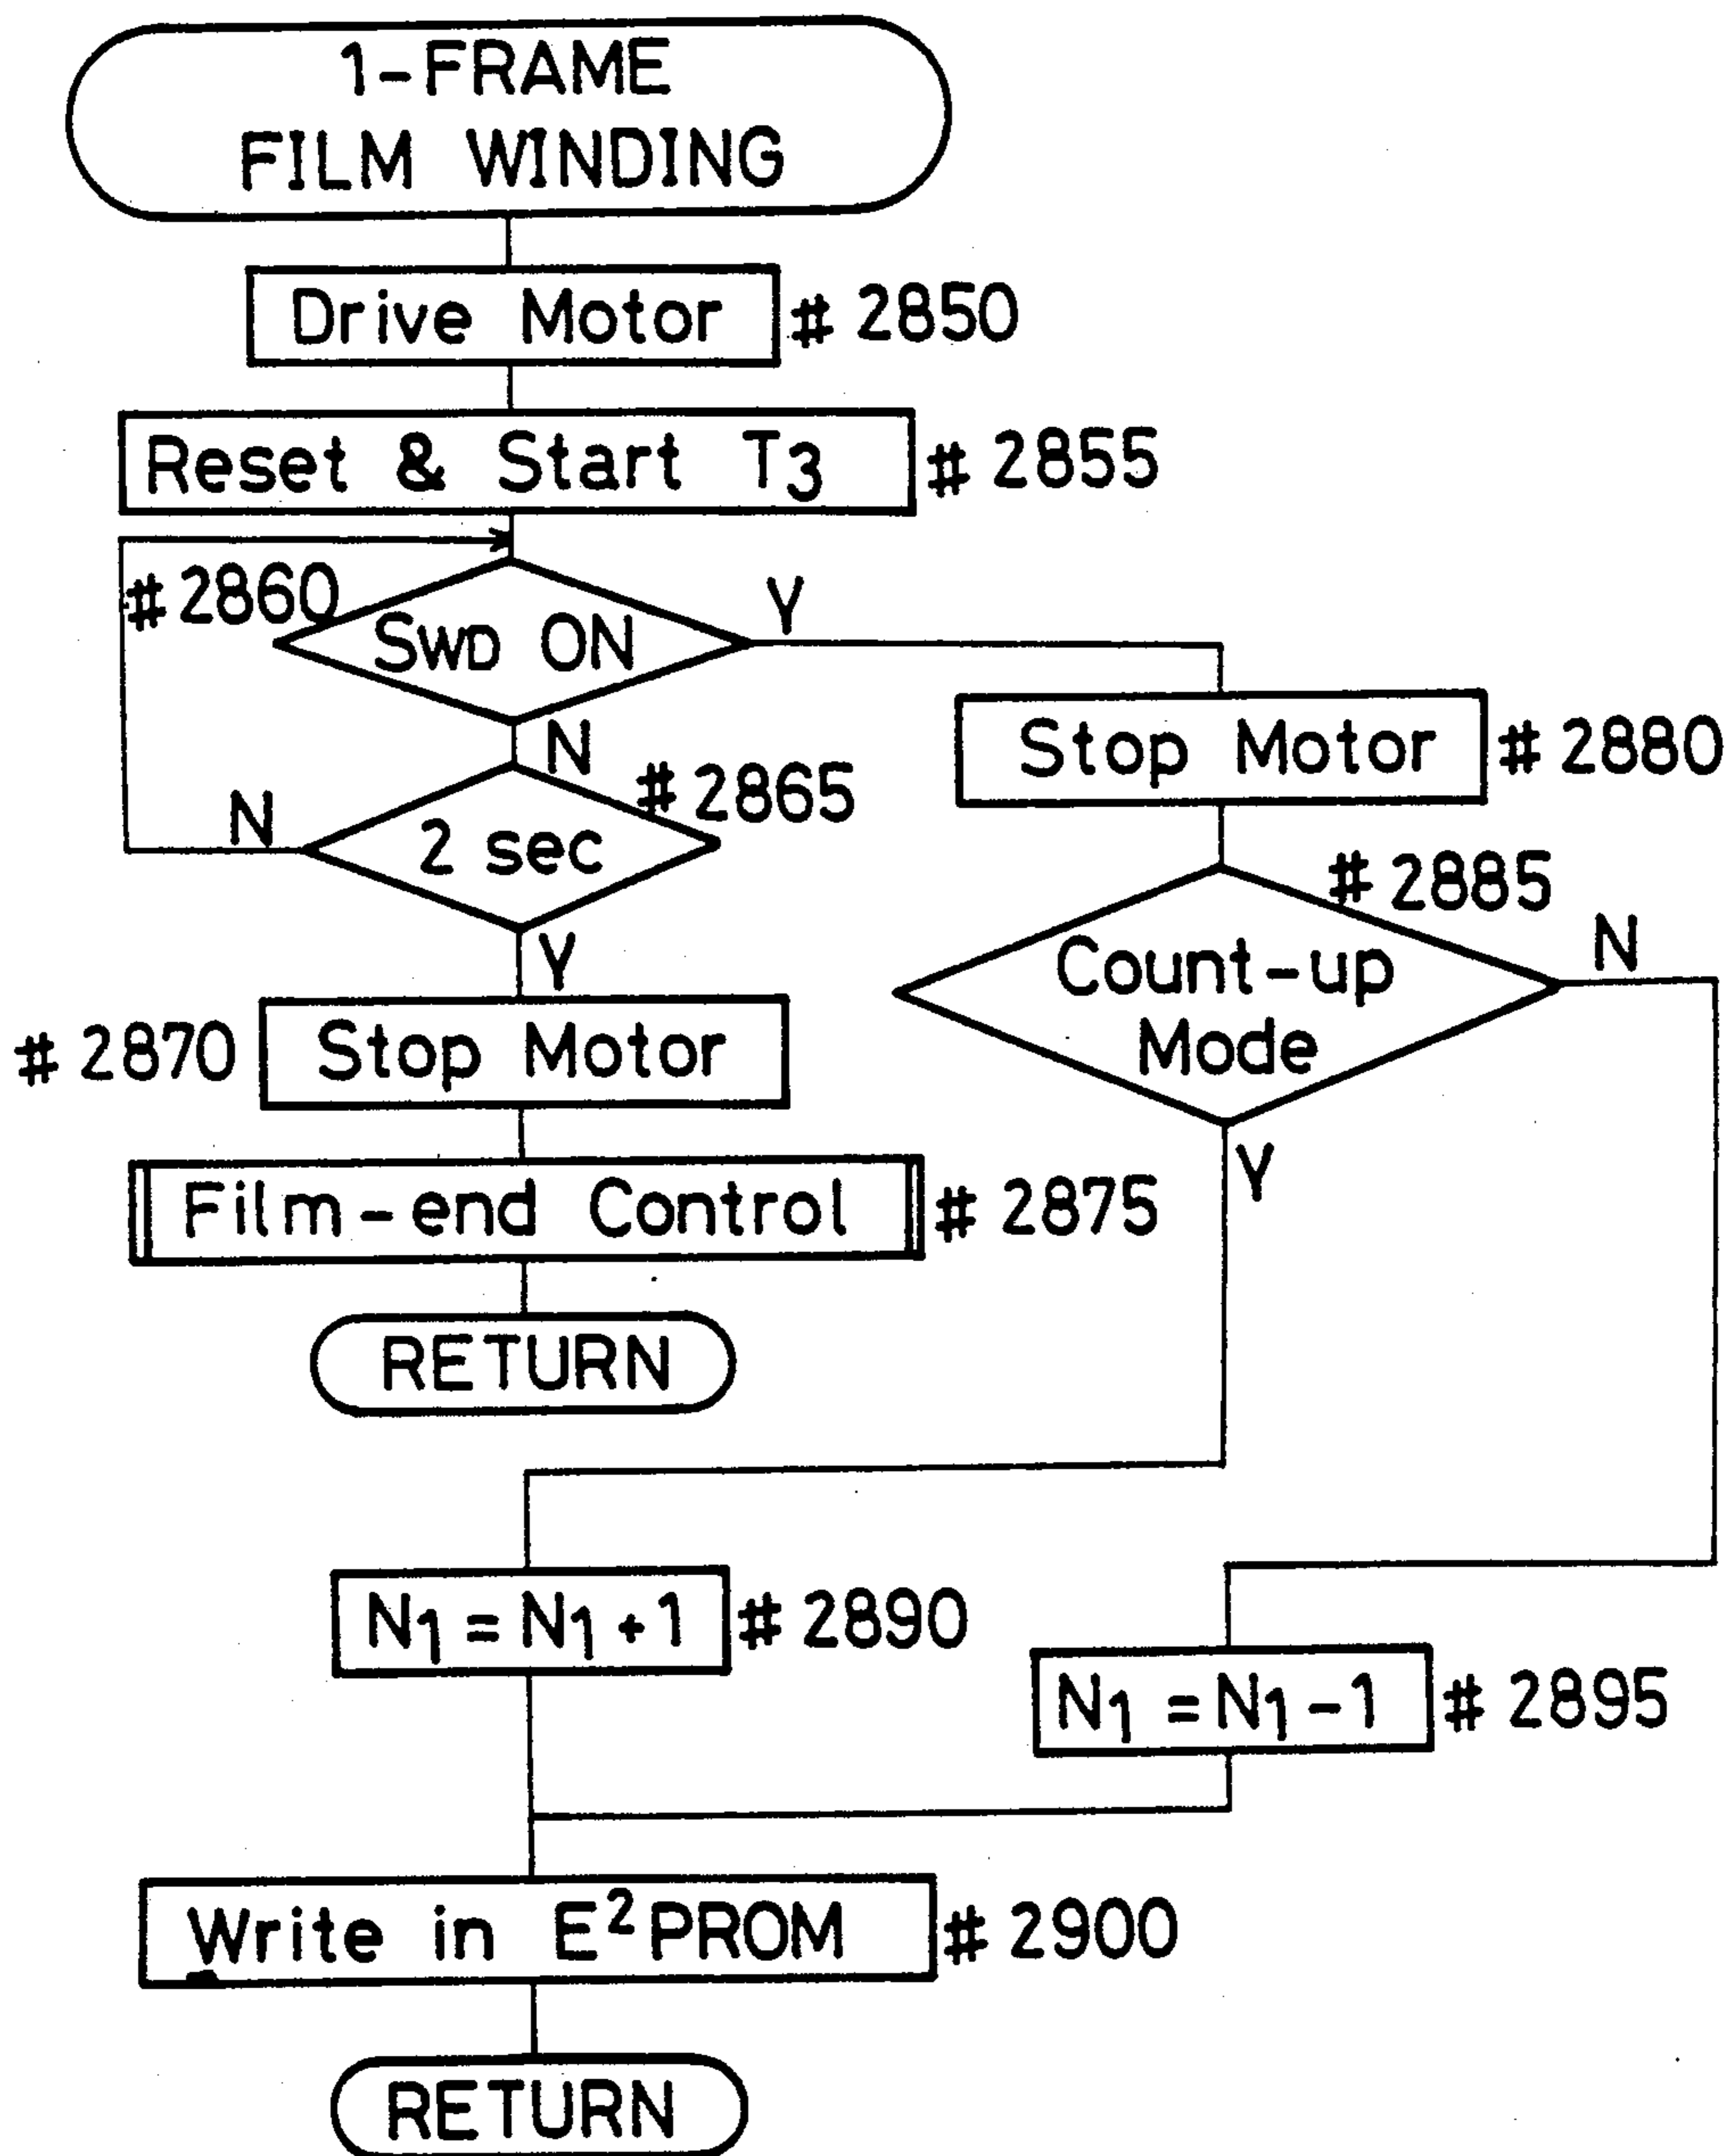 1-FRAME
FILM WINDING
Drive Motor #2850
Reset & Start T3 #2855
#2860
SWD ON
Y
N
Stop Motor #2880
#2865
N
2 sec
#2885
Y
Count-up
Mode
N
#2870 Stop Motor
Y
Film-end Control #2875
RETURN
N1=N1+1 #2890
N1=N1-1 #2895
Write in E²PROM #2900
RETURN